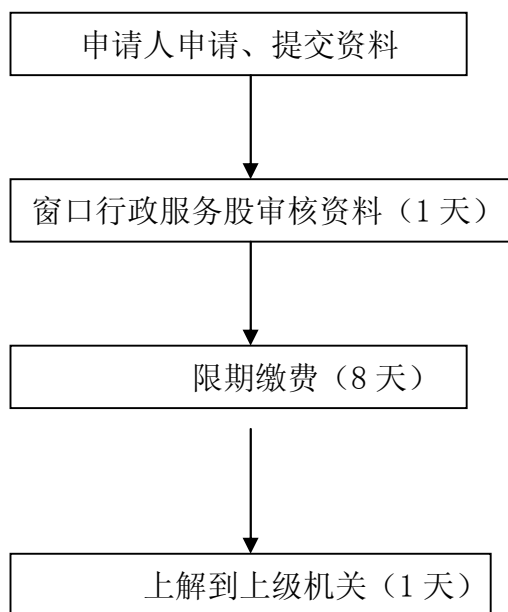 申请人申请、提交资料
窗口行政服务股审核资料（1 天）
限期缴费（8 天）
上解到上级机关（1 天）